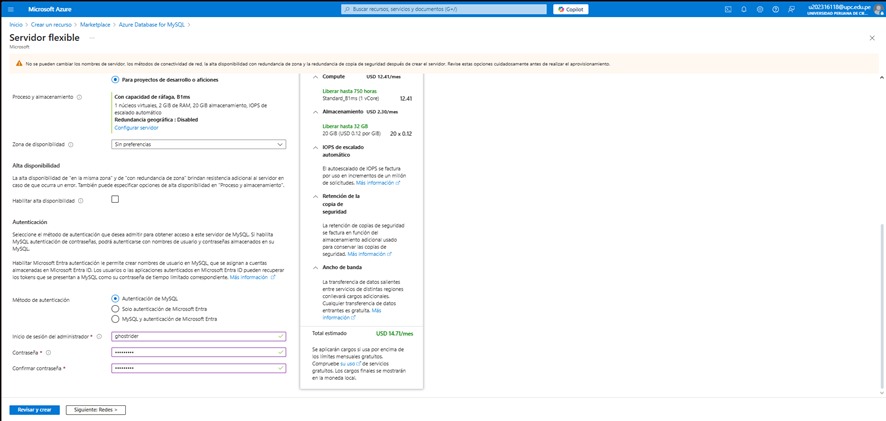 Microsoft Azure
Buscar recursos, servicios y documentos (G+/)
Copilot
u202316118@upc.edu.pe
UNIVERSIDAD PERUANA DE CIE...
Inicio > Crear un recurso > Marketplace > Azure Database for MySQL >
Servidor flexible ...
Microsoft
No se pueden cambiar los nombres de servidor, los métodos de conectividad de red, la alta disponibilidad con redundancia de zona y la redundancia de copia de seguridad después de crear el servidor. Revise estas opciones cuidadosamente antes de realizar el aprovisionamiento.
Para proyectos de desarrollo o aficiones
Proceso y almacenamiento
Con capacidad de ráfaga, B1ms
1 núcleos virtuales, 2 GiB de RAM, 20 GiB almacenamiento, IOPS de
escalado automático
Redundancia geográfica : Disabled
Configurar servidor
Zona de disponibilidad
Sin preferencias
Alta disponibilidad
La alta disponibilidad de "en la misma zona" y de "con redundancia de zona" brindan resistencia adicional al servidor en
caso de que ocurra un error. También puede especificar opciones de alta disponibilidad en "Proceso y almacenamiento".
Habilitar alta disponibilidad
Autenticación
Seleccione el método de autenticación que desea admitir para obtener acceso a este servidor de MySQL. Si habilita
MySQL autenticación de contraseñas, podrá autenticarse con nombres de usuario y contraseñas almacenados en su
MySQL.
Habilitar Microsoft Entra autenticación le permite crear nombres de usuario en MySQL, que se asignan a cuentas
almacenadas en Microsoft Entra ID. Los usuarios o las aplicaciones autenticados en Microsoft Entra ID pueden recuperar
los tokens que se presentan a MySQL como su contraseña de tiempo limitado correspondiente. Más información
Método de autenticación
Autenticación de MySQL
Solo autenticación de Microsoft Entra
MySQL y autenticación de Microsoft Entra
Inicio de sesión del administrador *
ghostrider
Contraseña *
•••••••••
Confirmar contraseña *
•••••••••
Compute USD 12.41/mes
Liberar hasta 750 horas
Standard_B1ms (1 vCore) 12.41
Almacenamiento USD 2.30/mes
Liberar hasta 32 GB
20 GiB (USD 0.12 por GiB) 20 x 0.12
IOPS de escalado
automático
El autoescalado de IOPS se factura
por uso en incrementos de un millón
de solicitudes. Más información
Retención de la
copia de
seguridad
La retención de copias de seguridad
se factura en función del
almacenamiento adicional usado
para conservar las copias de
seguridad. Más información
Ancho de banda
La transferencia de datos salientes
entre servicios de distintas regiones
conllevará cargos adicionales.
Cualquier transferencia de datos
entrantes es gratuita. Más
información
Total estimado USD 14.71/mes
Se aplicarán cargos si usa por encima de
los límites mensuales gratuitos.
Compruebe su uso de servicios
gratuitos. Los cargos finales se mostrarán
en la moneda local.
Revisar y crear
Siguiente: Redes >